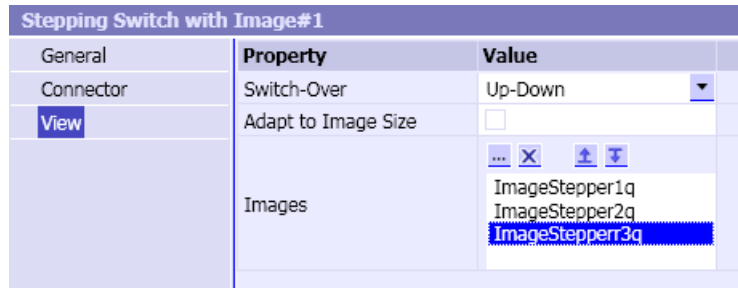 Stepping Switch with Image#1
General
Connector
View
Property Value
Switch-Over Up-Down
Adapt to Image Size
... X
Images
ImageStepper1q
ImageStepper2q
ImageStepperr3q